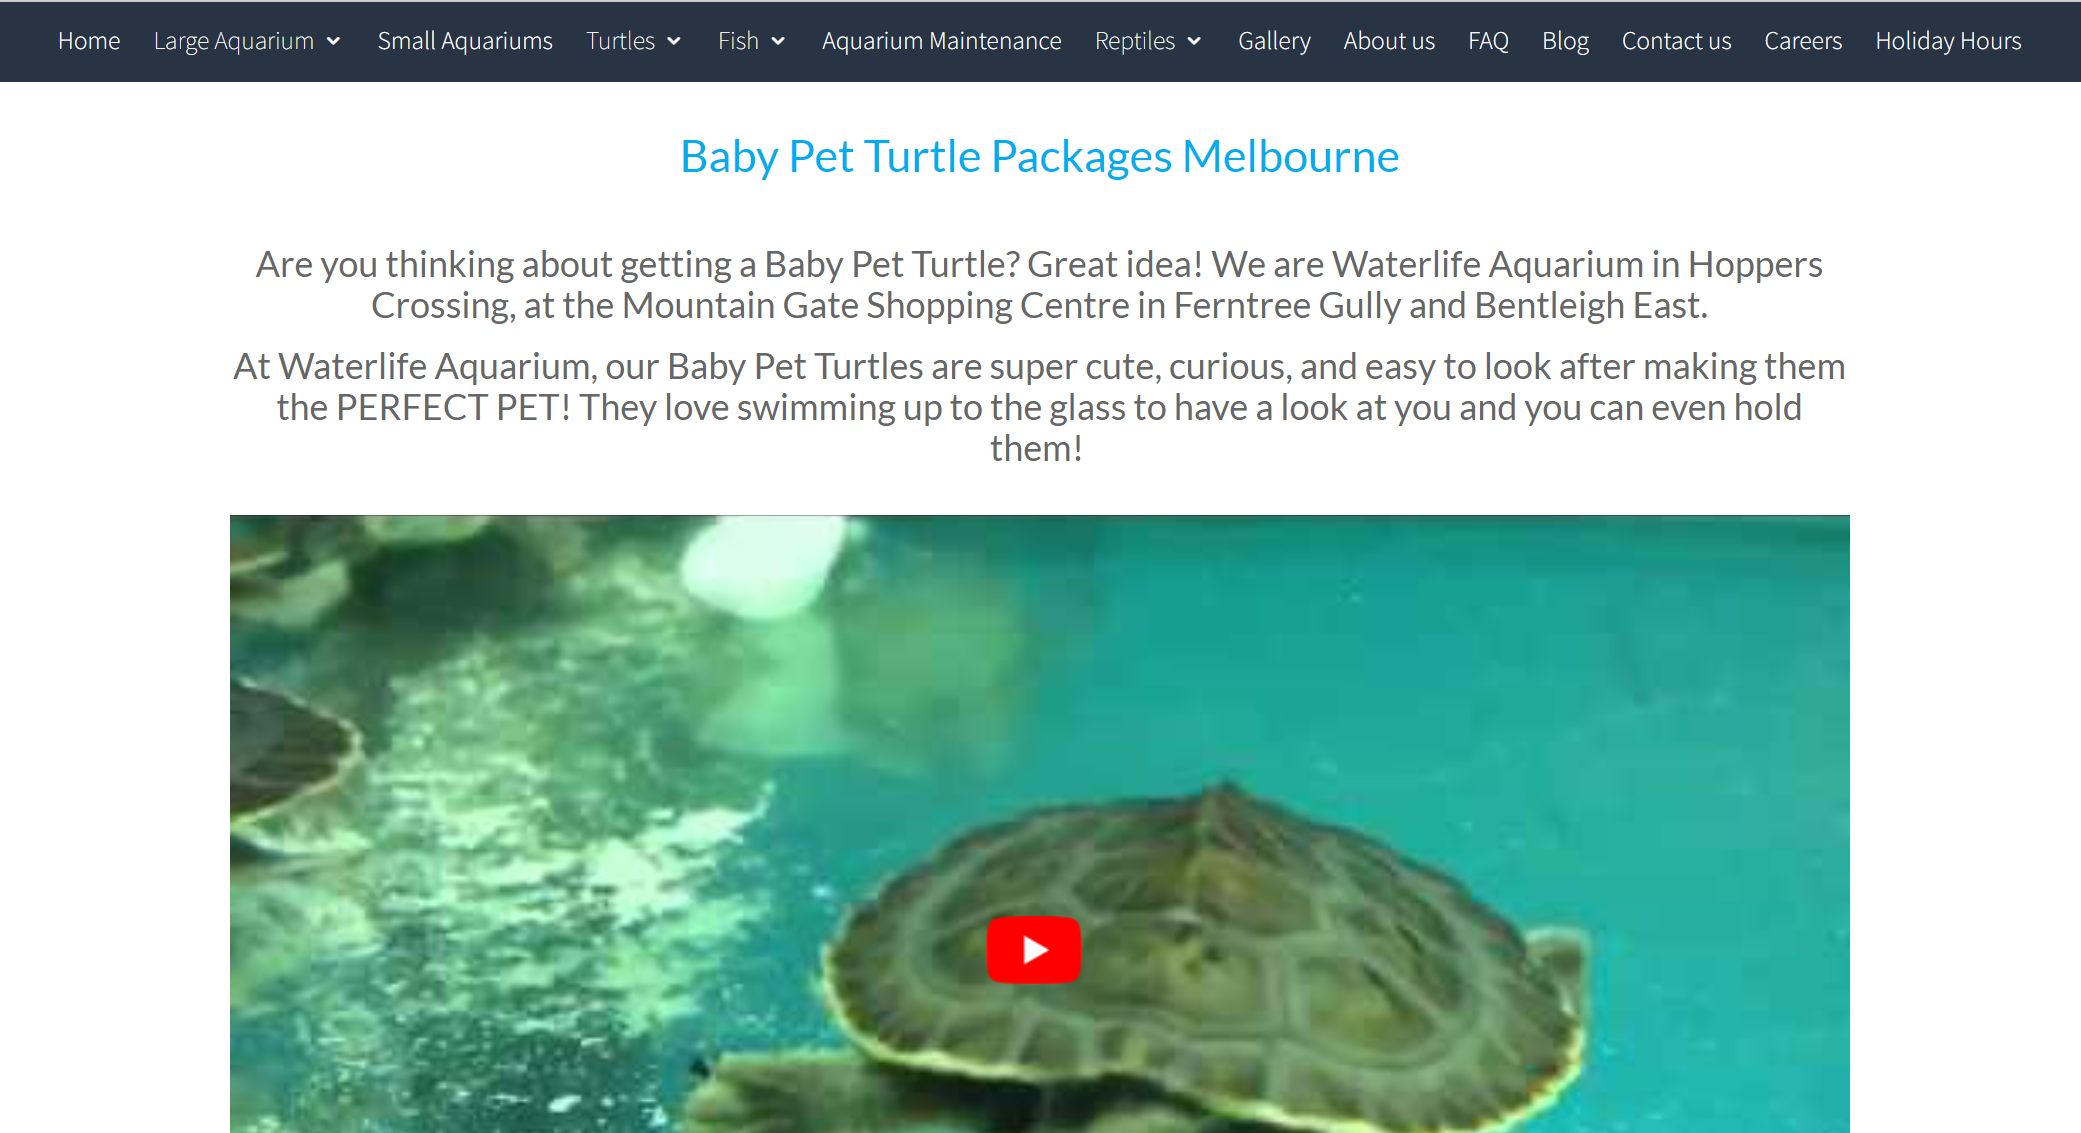 Home Large Aquarium Small Aquariums Turtles Fish Aquarium Maintenance Reptiles Gallery About us FAQ Blog Contact us Careers Holiday Hours
Baby Pet Turtle Packages Melbourne
Are you thinking about getting a Baby Pet Turtle? Great idea! We are Waterlife Aquarium in Hoppers
Crossing, at the Mountain Gate Shopping Centre in Ferntree Gully and Bentleigh East.
At Waterlife Aquarium, our Baby Pet Turtles are super cute, curious, and easy to look after making them
the PERFECT PET! They love swimming up to the glass to have a look at you and you can even hold
them!